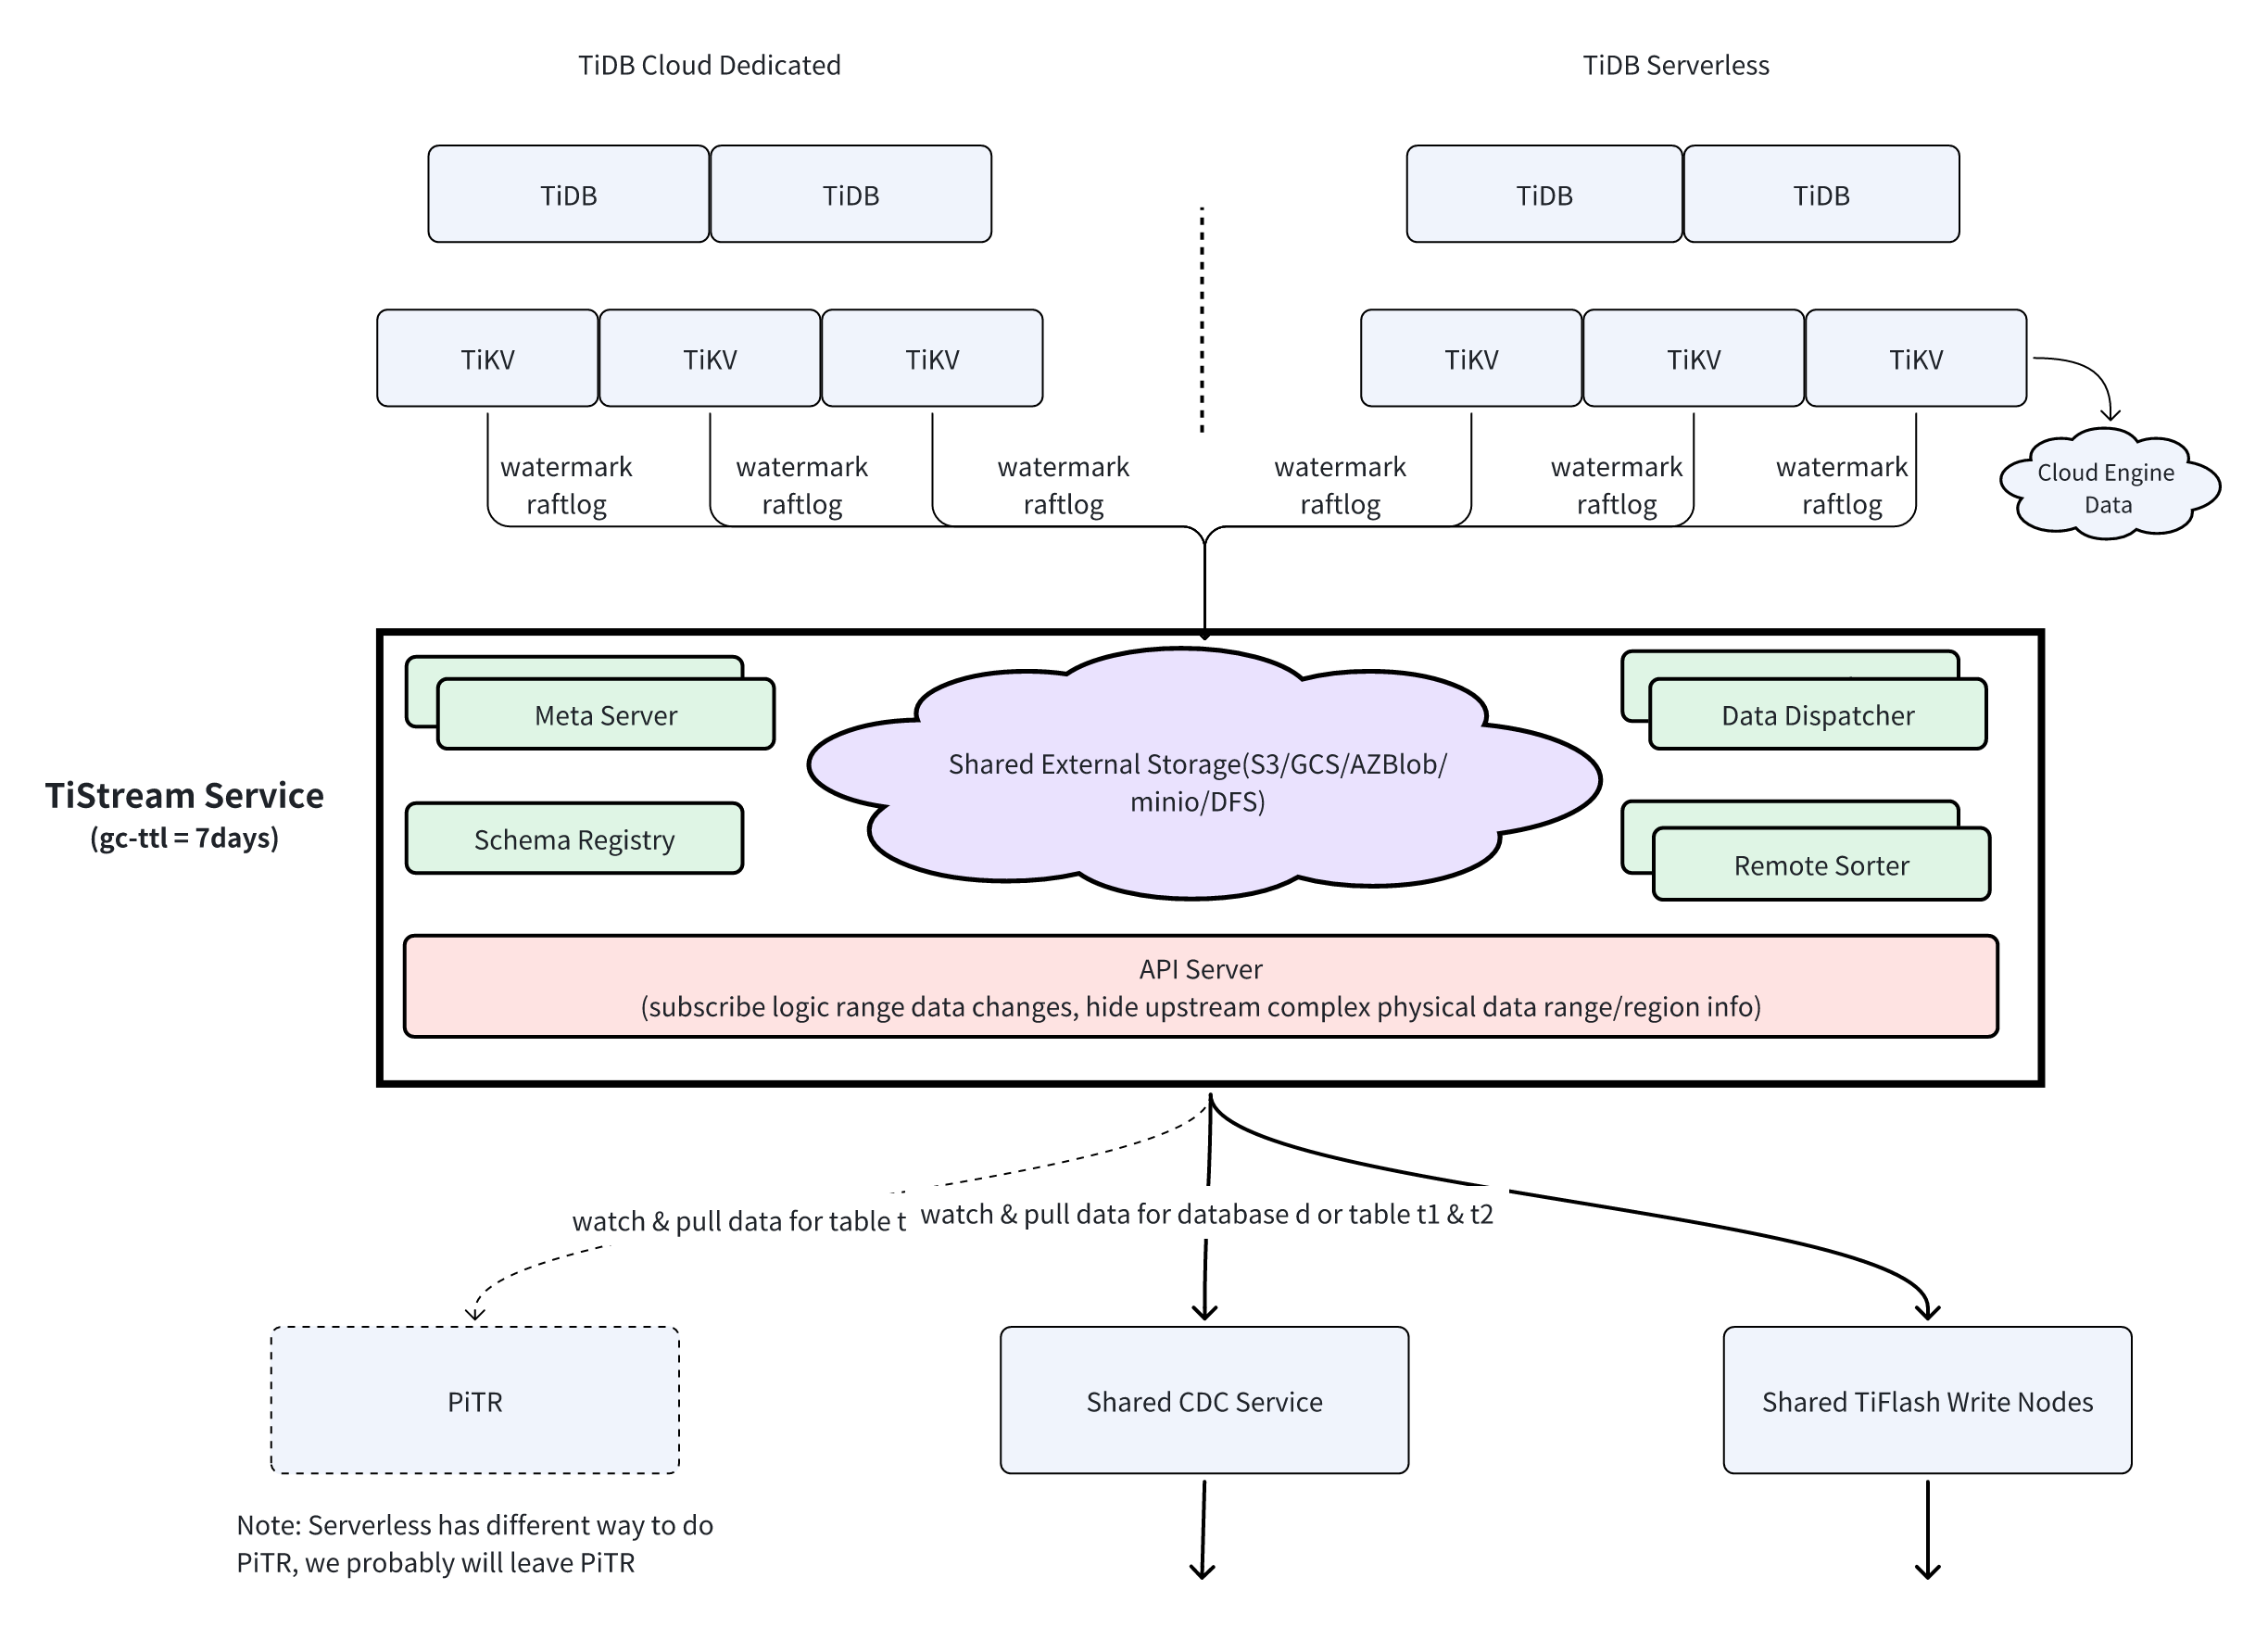 TiDB Cloud Dedicated
TiDB Serverless
TiDB
TiDB
TiDB
TiDB
TiKV
TiKV
TiKV
TiKV
TiKV
TiKV
watermark
raftlog
watermark
raftlog
watermark
raftlog
watermark
raftlog
watermark
raftlog
watermark
raftlog
Cloud Engine
Data
TiStream Service
(gc-ttl = 7days)
Meta Server
Schema Registry
Shared External Storage(S3/GCS/AZBlob/
minio/DFS)
Data Dispatcher
Remote Sorter
API Server
(subscribe logic range data changes, hide upstream complex physical data range/region info)
watch & pull data for table t
watch & pull data for database d or table t1 & t2
PiTR
Shared CDC Service
Shared TiFlash Write Nodes
Note: Serverless has different way to do
PiTR, we probably will leave PiTR